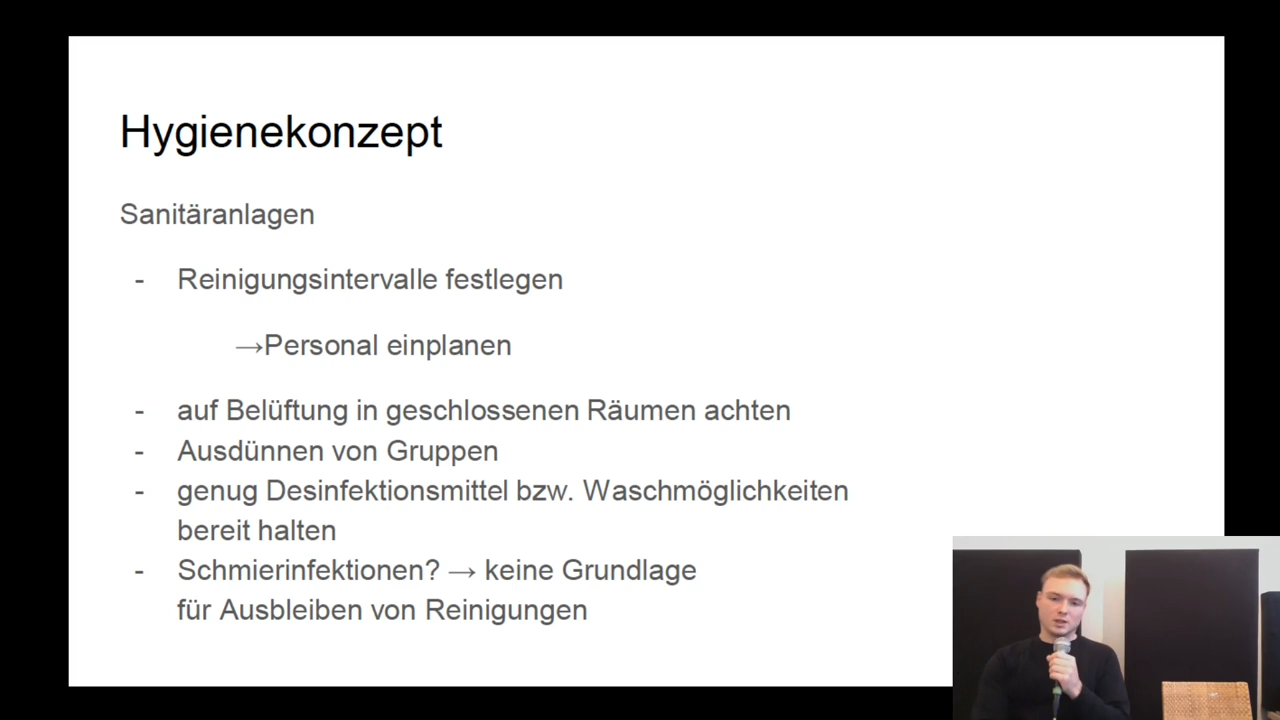 Hygienekonzept
Sanitäranlagen
- Reinigungsintervalle festlegen
→Personal einplanen
- auf Belüftung in geschlossenen Räumen achten
- Ausdünnen von Gruppen
- genug Desinfektionsmittel bzw. Waschmöglichkeiten
bereit halten
- Schmierinfektionen? → keine Grundlage
für Ausbleiben von Reinigungen